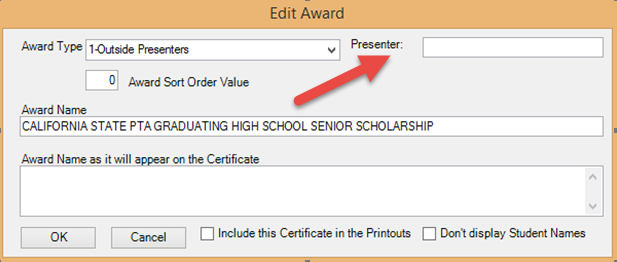 Edit Award
Award Type 1-Outside Presenters Presenter:
0 Award Sort Order Value
Award Name
CALIFORNIA STATE PTA GRADUATING HIGH SCHOOL SENIOR SCHOLARSHIP
Award Name as it will appear on the Certificate
OK Cancel Include this Certificate in the Printouts Don't display Student Names